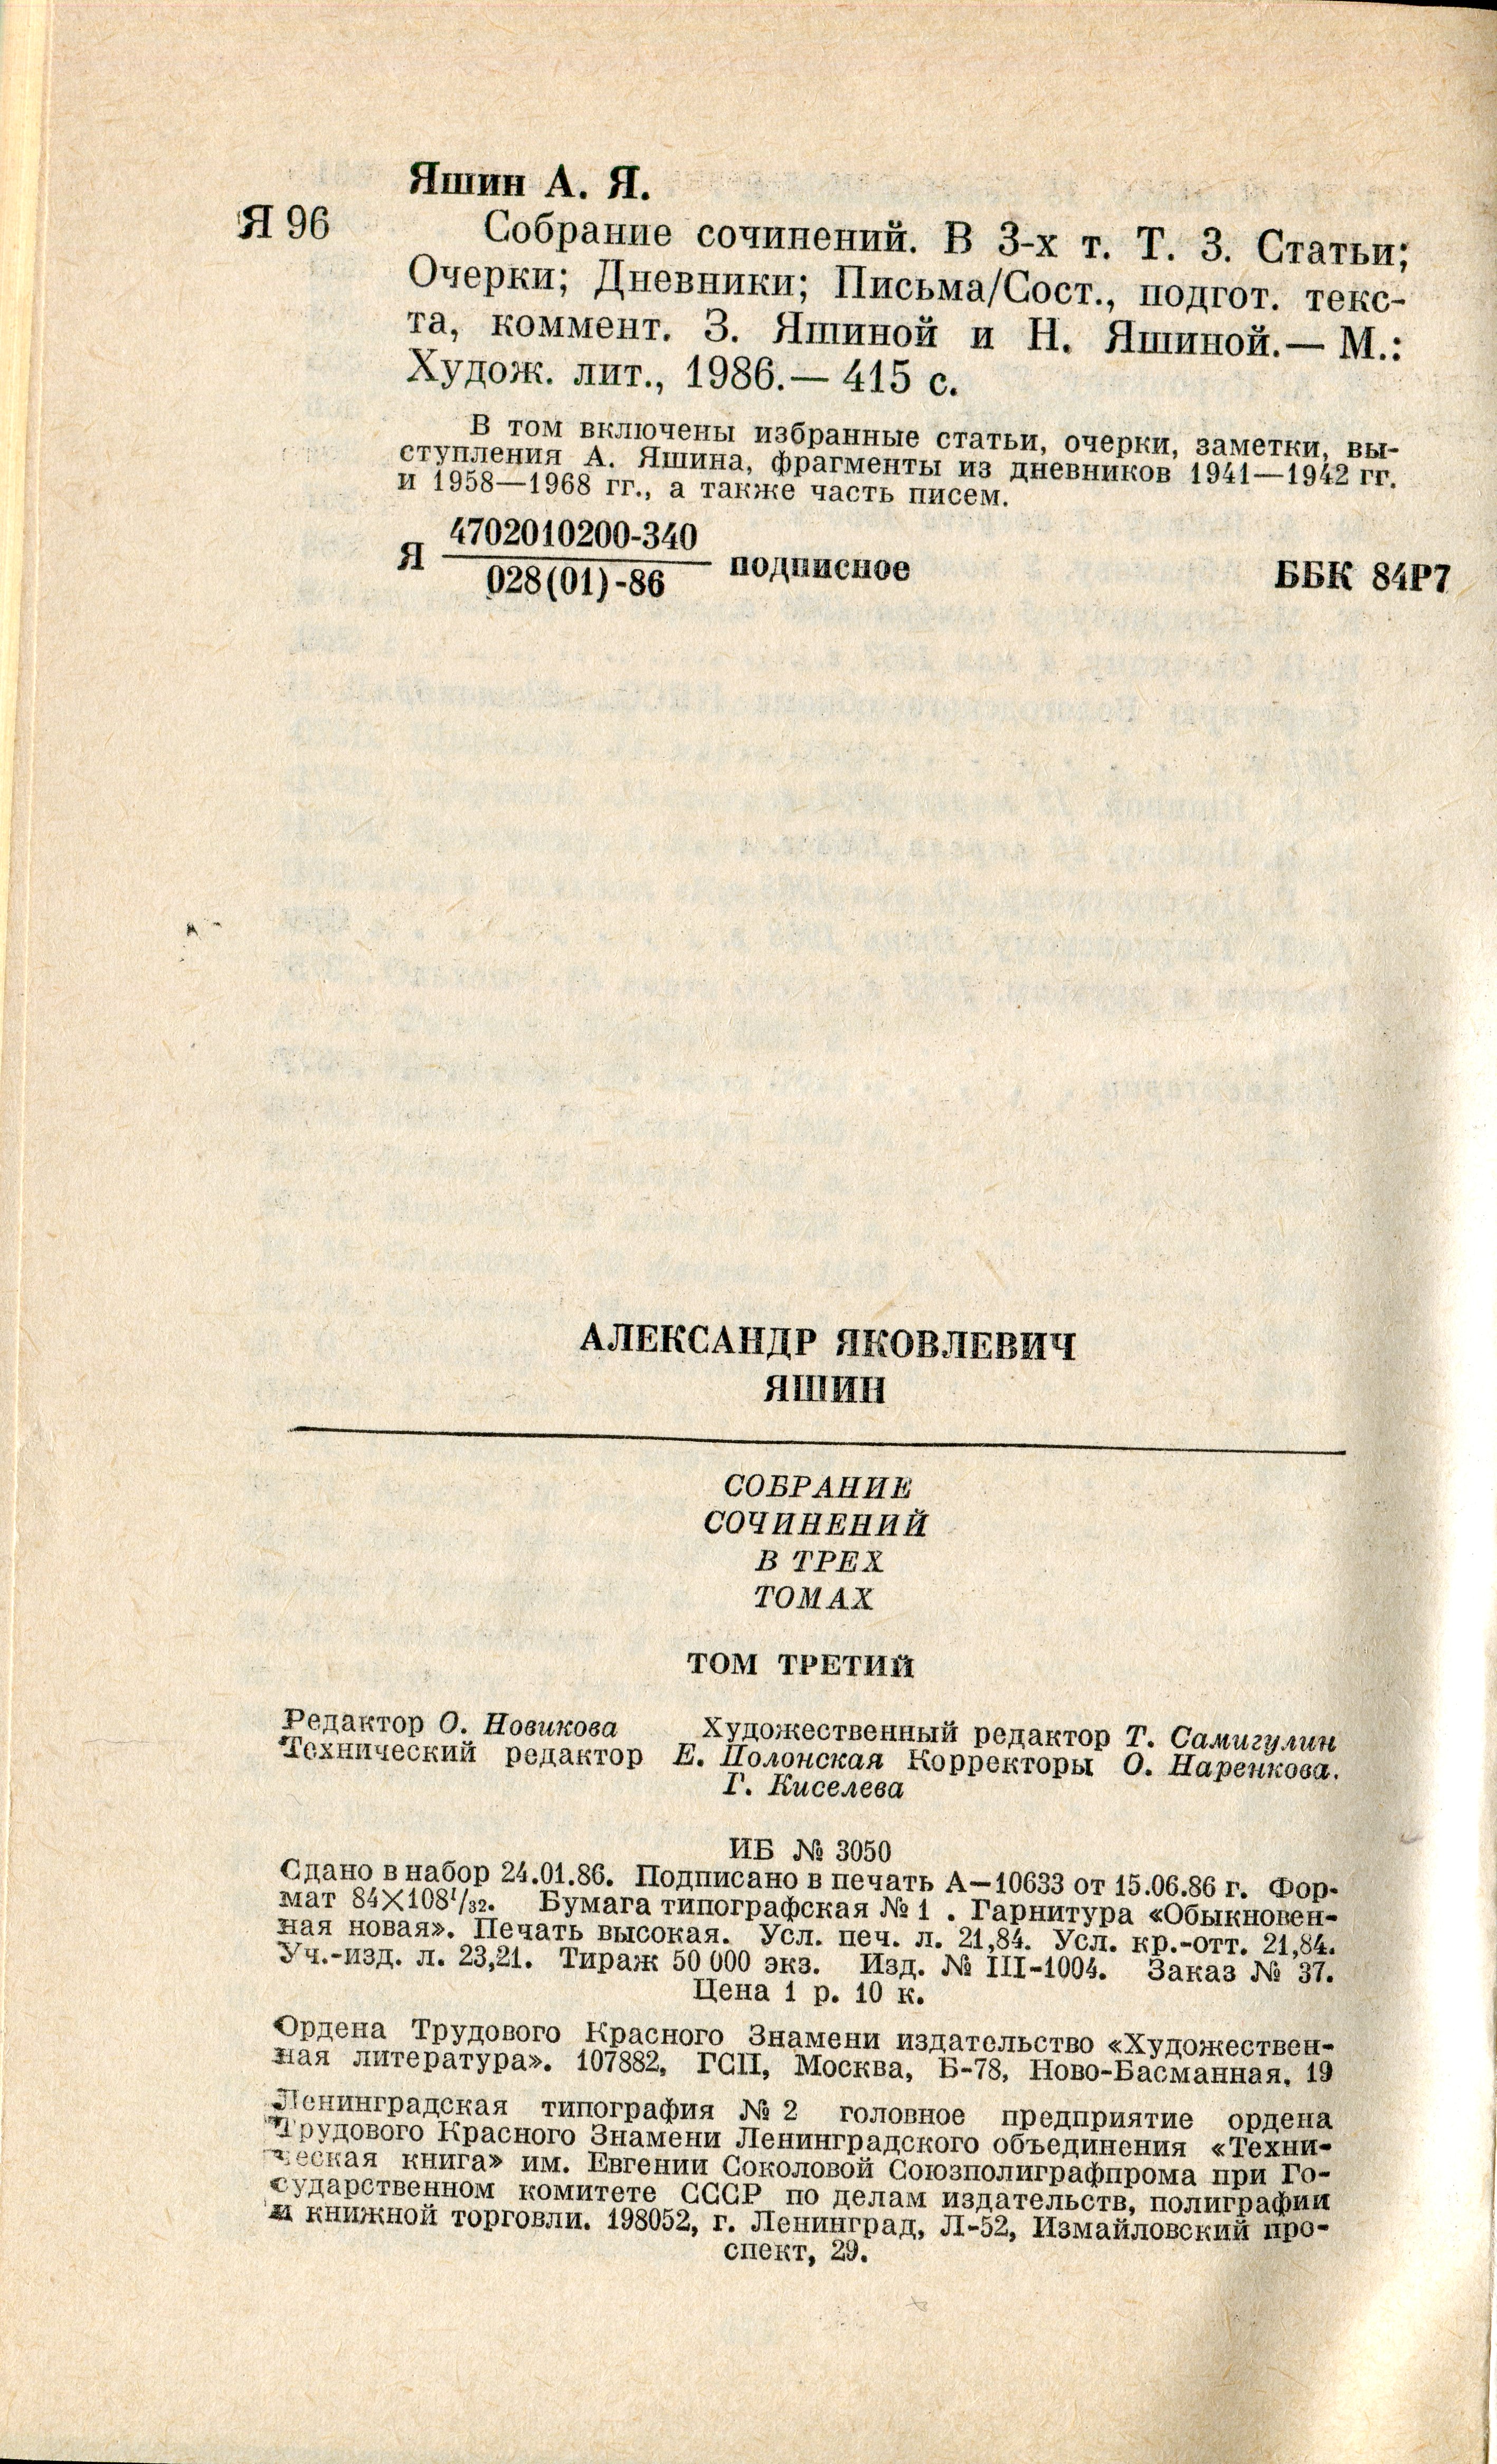 Яшин А. Я.
Я 96
Собрание сочинений. В 3-х т. Т. 3. Статьи;
Очерки; Дневники; Письма/Сост., подгот. текс-
та, коммент. З. Яшиной и Н. Яшиной.— М.:
Худож. лит., 1986.— 415 с.
В том включены избранные статьи, очерки, заметки, вы-
ступления А. Яшина, фрагменты из дневников 1941—1942 гг.
и 1958—1968 гг., а также часть писем.
4702010200-340
Я подписное
028(01)-86
ББК 84Р7
АЛЕКСАНДР ЯКОВЛЕВИЧ
ЯШИН
СОБРАНИЕ
СОЧИНЕНИЙ
В ТРЕХ
ТОМАХ
ТОМ ТРЕТИЙ
Редактор О. Новикова Художественный редактор Т. Самигулин
Технический редактор Е. Полонская Корректоры О. Наренкова.
Г. Киселева
ИБ № 3050
Сдано в набор 24.01.86. Подписано в печать А—10633 от 15.06.86 г. Фор-
мат 84×108¹/₃₂. Бумага типографская № 1 . Гарнитура «Обыкновен-
ная новая». Печать высокая. Усл. печ. л. 21,84. Усл. кр.-отт. 21,84.
Уч.-изд. л. 23,21. Тираж 50 000 экз. Изд. № III-1004. Заказ № 37.
Цена 1 р. 10 к.
Ордена Трудового Красного Знамени издательство «Художествен-
ная литература». 107882, ГСП, Москва, Б-78, Ново-Басманная, 19
Ленинградская типография № 2 головное предприятие ордена
Трудового Красного Знамени Ленинградского объединения «Техни-
ческая книга» им. Евгении Соколовой Союзполиграфпрома при Го-
сударственном комитете СССР по делам издательств, полиграфии
и книжной торговли. 198052, г. Ленинград, Л-52, Измайловский про-
спект, 29.